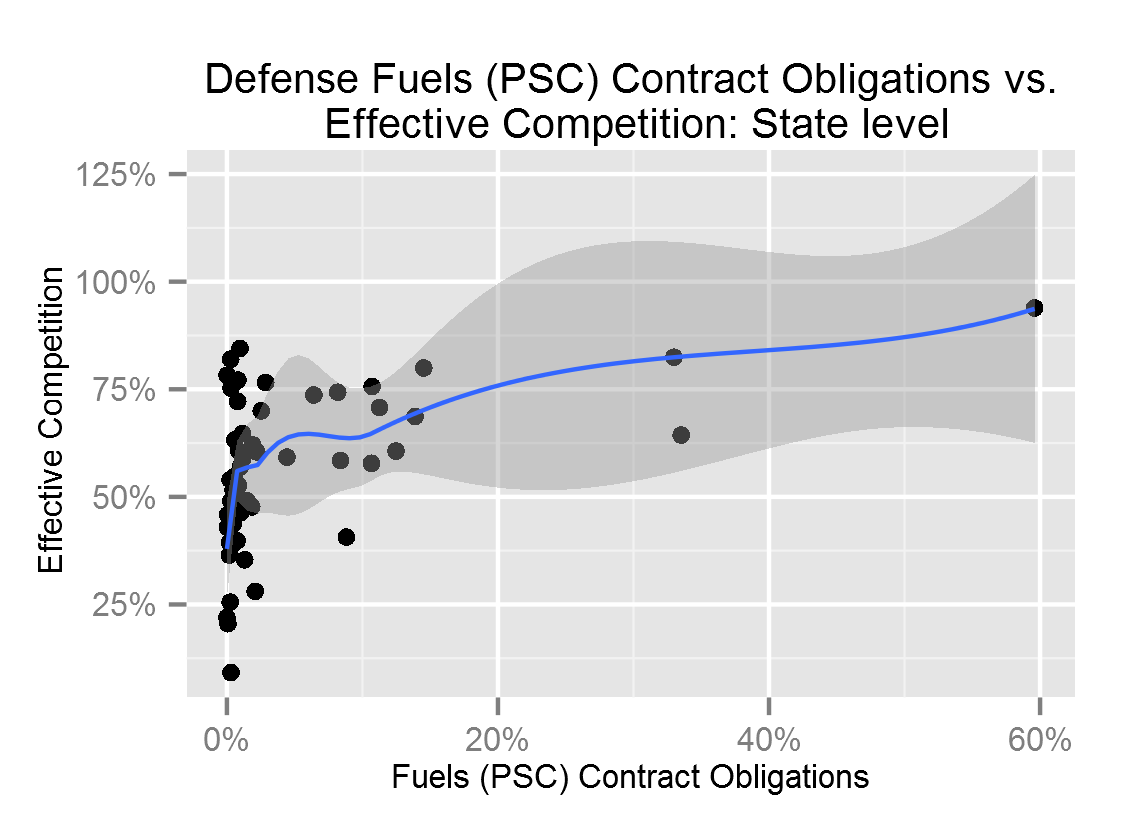 Defense Fuels (PSC) Contract Obligations vs.
Effective Competition: State level
125%
100%
75%
50%
25%
Effective Competition
0%
20%
40%
60%
Fuels (PSC) Contract Obligations